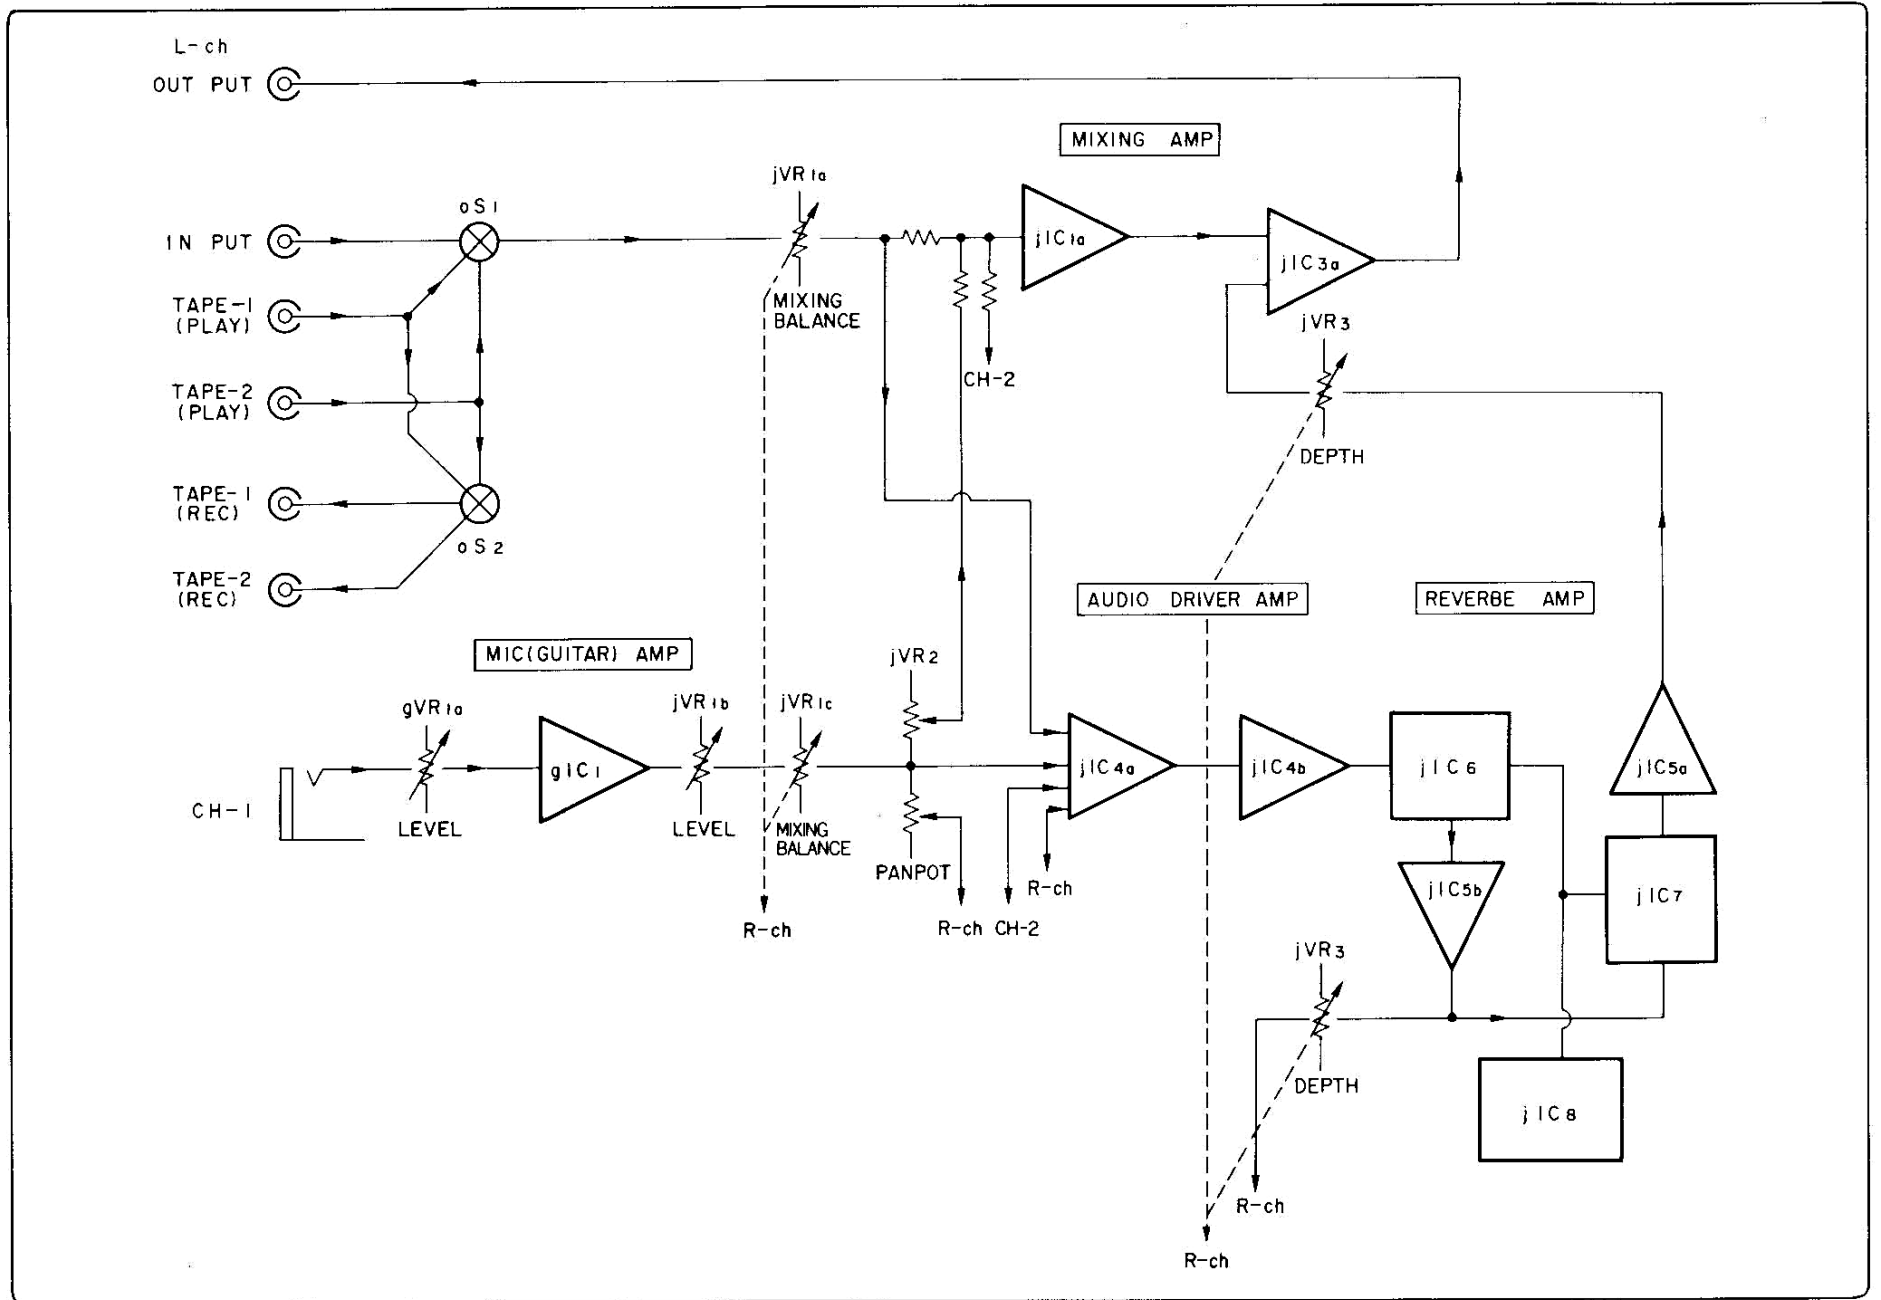 L-ch
OUT PUT
MIXING AMP
jVR1a
oS1
IN PUT
jIC1a
jIC3a
TAPE-1
(PLAY)
MIXING
BALANCE
jVR3
CH-2
TAPE-2
(PLAY)
DEPTH
TAPE-1
(REC)
oS2
TAPE-2
(REC)
AUDIO DRIVER AMP
REVERBE AMP
MIC(GUITAR) AMP
jVR2
gVR1a
jVR1b
jVR1c
gIC1
jIC4a
jIC4b
jIC6
jIC5a
CH-1
LEVEL
LEVEL
MIXING
BALANCE
PANPOT
R-ch
jIC5b
jIC7
R-ch
R-ch
CH-2
jVR3
DEPTH
jIC8
R-ch
R-ch